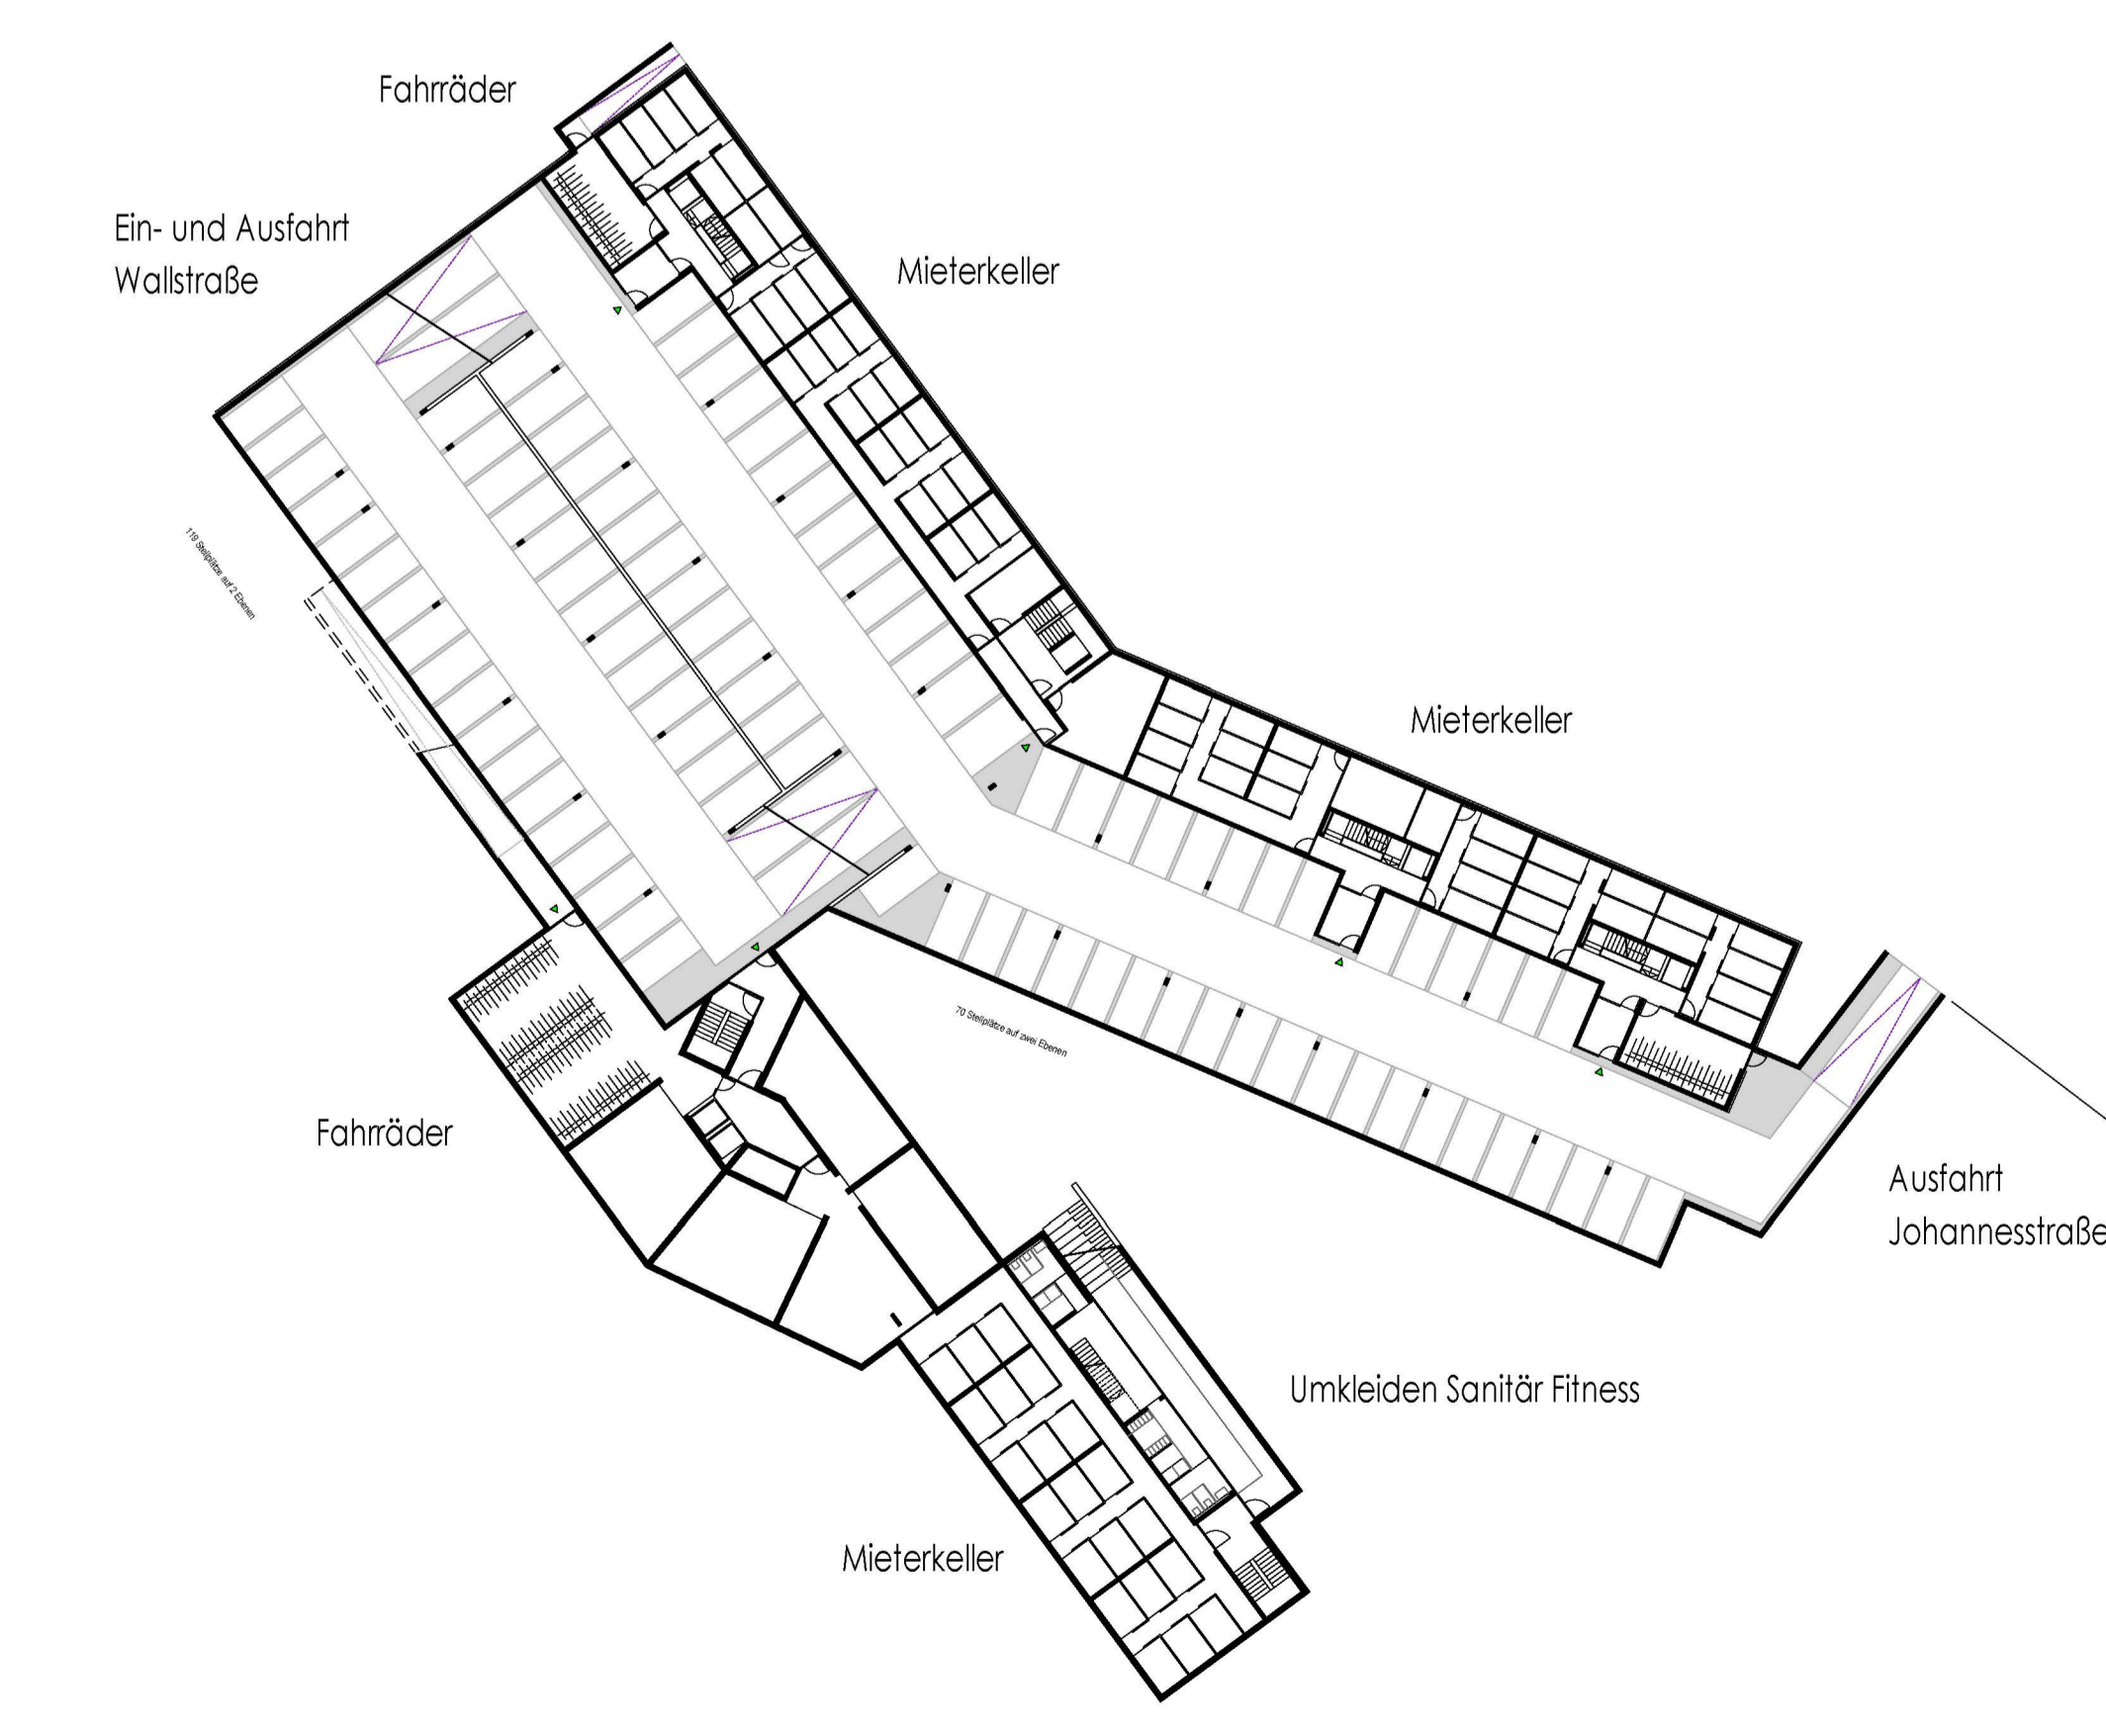 Fahrräder
Ein- und Ausfahrt
Wallstraße
Mieterkeller
119 Stellplätze auf 2 Ebenen
Mieterkeller
70 Stellplätze auf zwei Ebenen
Fahrräder
Ausfahrt
Johannesstraße
Umkleiden Sanitär Fitness
Mieterkeller